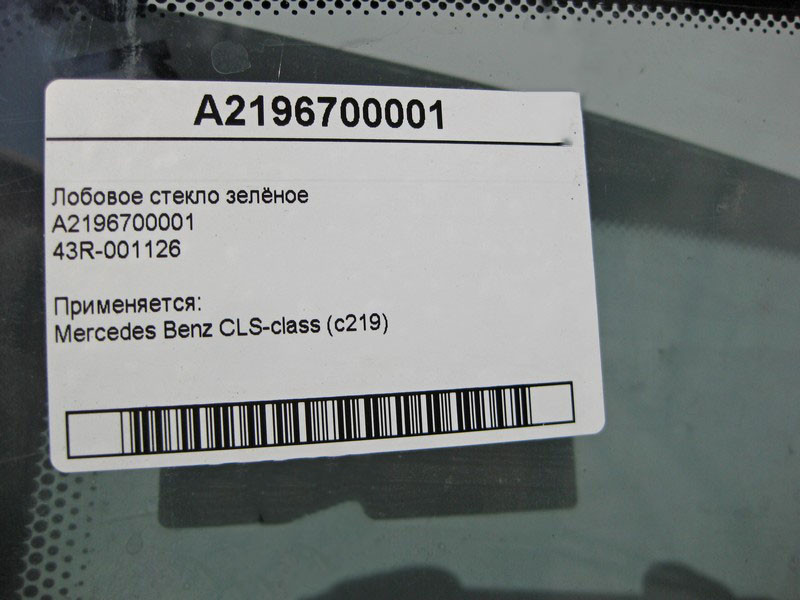 A2196700001
Лобовое стекло зелёное
A2196700001
43R-001126
Применяется:
Mercedes Benz CLS-class (c219)